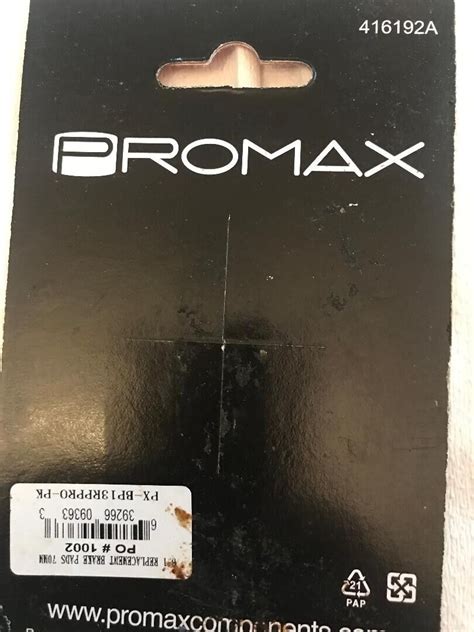 416192A
PROMAX
REPLACEMENT BRAKE PADS 70MM
PO # 1002
6 39266 09363 3
PX-BP13RPPRO-PK
21
PAP
www.promaxcomponents.com